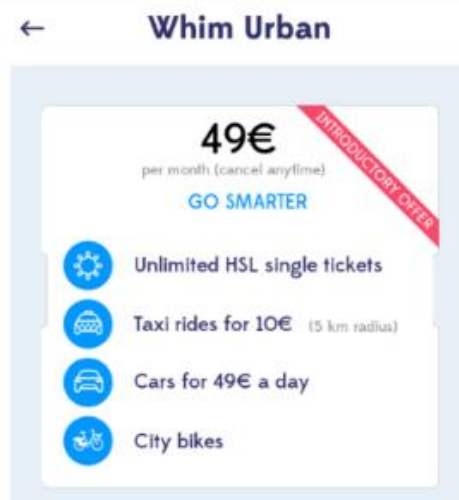 ←
Whim Urban
INTRODUCTORY OFFER
49€
per month (cancel anytime)
GO SMARTER
Unlimited HSL single tickets
Taxi rides for 10€ (5 km radius)
Cars for 49€ a day
City bikes